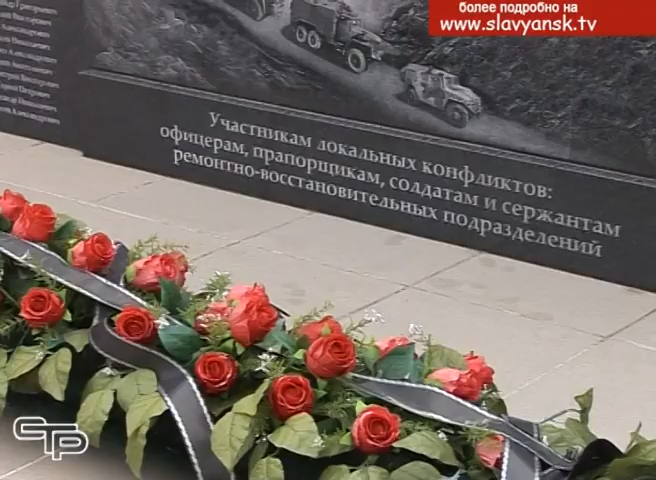 более подробно на
www.slavyansk.tv
Участникам локальных конфликтов:
офицерам, прапорщикам, солдатам и сержантам
ремонтно-восстановительных подразделений
СТР